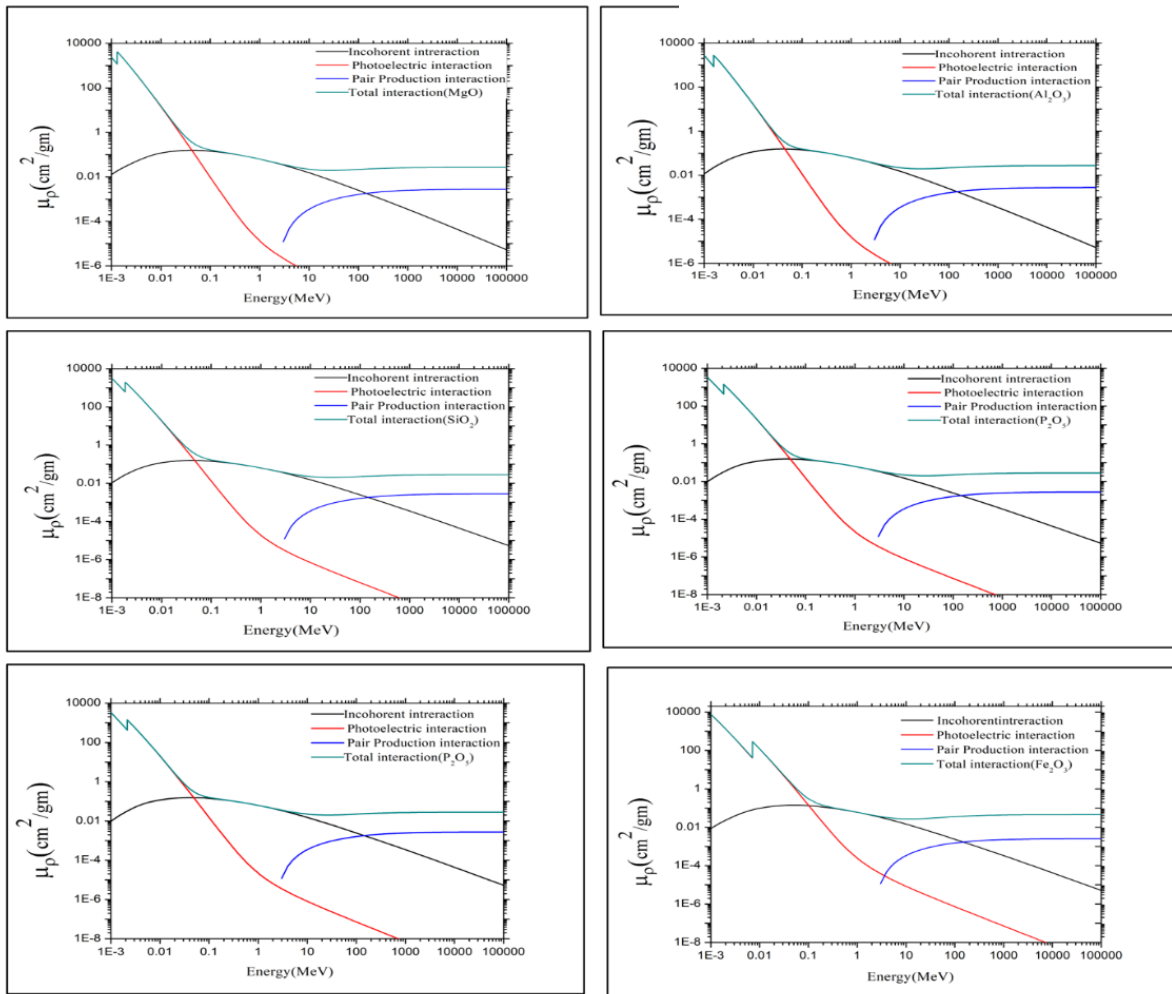 10000
1
0.01
1E-4
1E-6
μρ(cm²/gm)
Incohorent intreraction
Photoelectric interaction
Pair Production interaction
Total interaction(MgO)
1E-3 0.01 0.1 1 10 100 1000 10000 100000
Energy(MeV)
10000
1
0.01
1E-4
1E-6
μρ(cm²/gm)
Incohorent intreraction
Photoelectric interaction
Pair Production interaction
Total interaction(Al₂O₃)
1E-3 0.01 0.1 1 10 100 1000 10000 100000
Energy(MeV)
10000
100
1
0.01
1E-4
1E-6
1E-8
μρ(cm²/gm)
Incohorent intreraction
Photoelectric interaction
Pair Production interaction
Total interaction(SiO₂)
1E-3 0.01 0.1 1 10 100 1000 10000 100000
Energy(MeV)
10000
100
1
0.01
1E-4
1E-6
1E-8
μρ(cm²/gm)
Incohorent intreraction
Photoelectric interaction
Pair Production interaction
Total interaction(P₂O₅)
1E-3 0.01 0.1 1 10 100 1000 10000 100000
Energy(MeV)
10000
100
1
0.01
1E-4
1E-6
1E-8
μρ(cm²/gm)
Incohorent intreraction
Photoelectric interaction
Pair Production interaction
Total interaction(P₂O₅)
1E-3 0.01 0.1 1 10 100 1000 10000 100000
Energy(MeV)
10000
100
1
0.01
1E-4
1E-6
1E-8
μρ(cm²/gm)
Incohorentintreraction
Photoelectric interaction
Pair Production interaction
Total interaction(Fe₂O₃)
1E-3 0.01 0.1 1 10 100 1000 10000 100000
Energy(MeV)